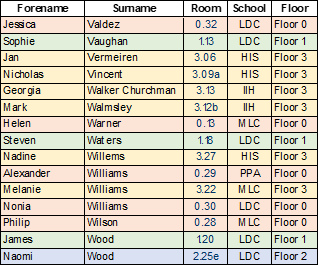 Forename Surname Room School Floor
Jessica Valdez 0.32 LDC Floor 0
Sophie Vaughan 1.13 LDC Floor 1
Jan Vermeiren 3.06 HIS Floor 3
Nicholas Vincent 3.09a HIS Floor 3
Georgia Walker Churchman 3.13 IIH Floor 3
Mark Walmsley 3.12b IIH Floor 3
Helen Warner 0.13 MLC Floor 0
Steven Waters 1.18 LDC Floor 1
Nadine Willems 3.27 HIS Floor 3
Alexander Williams 0.29 PPA Floor 0
Melanie Williams 3.22 MLC Floor 3
Nonia Williams 0.30 LDC Floor 0
Philip Wilson 0.28 MLC Floor 0
James Wood 1.20 LDC Floor 1
Naomi Wood 2.25e LDC Floor 2